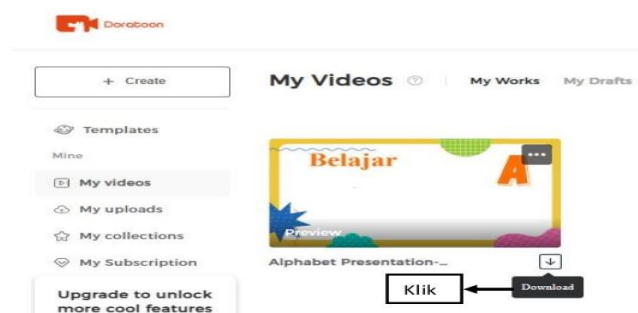 Doratoon
+ Create
My Videos ? My Works My Drafts
Templates
Mine
My videos
My uploads
My collections
My Subscription
Upgrade to unlock
more cool features
Belajar
A
...
Preview
Alphabet Presentation-...
Klik
Download